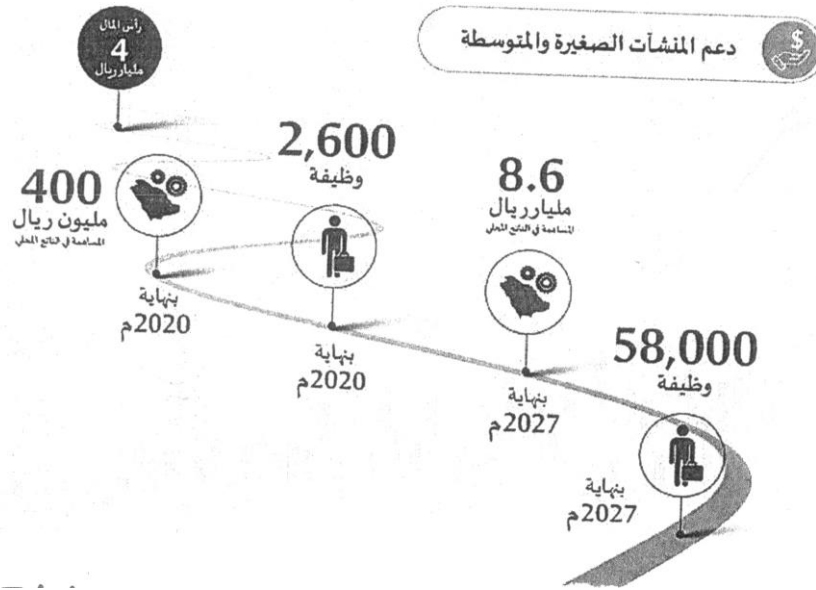 دعم المنشآت الصغيرة والمتوسطة
رأس المال
4
مليار ريال
400
مليون ريال
المساهمة في الناتج المحلي
بنهاية
2020م
2,600
وظيفة
بنهاية
2020م
8.6
مليار ريال
المساهمة في الناتج المحلي
بنهاية
2027م
58,000
وظيفة
بنهاية
2027م